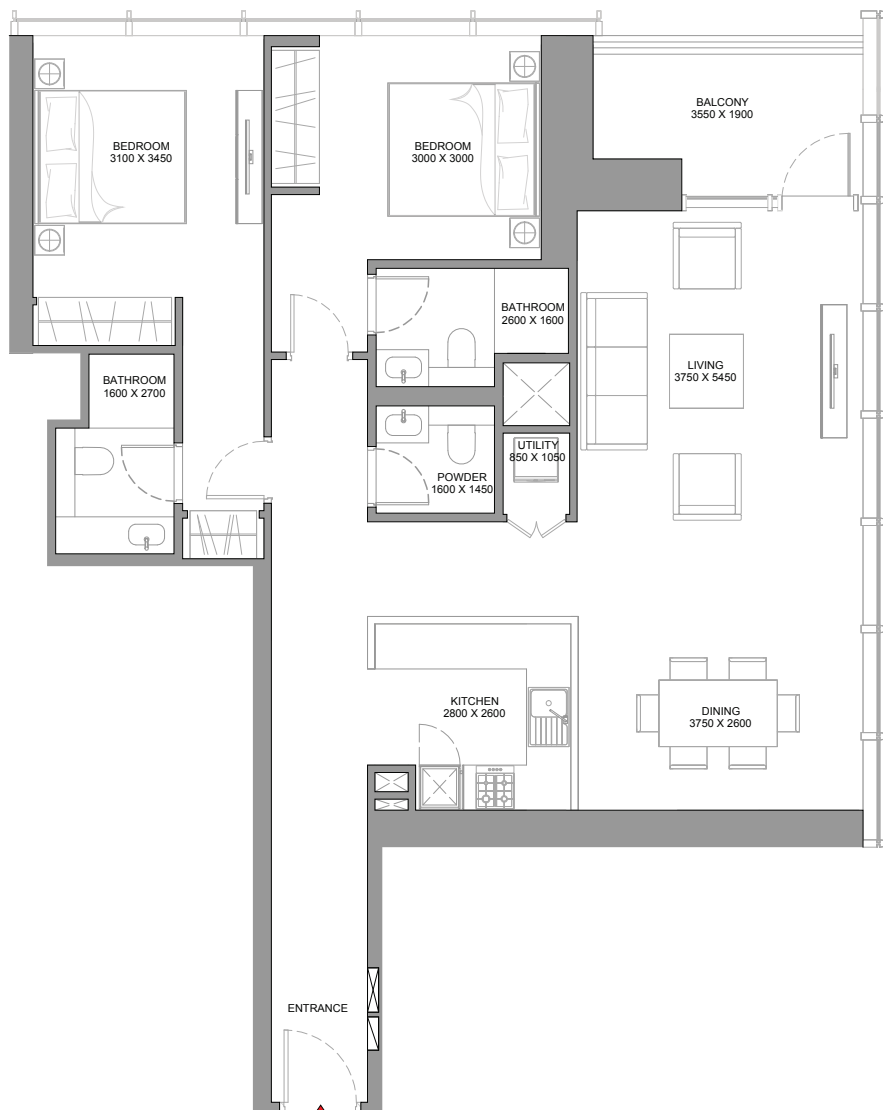 BALCONY
3550 X 1900
BEDROOM
3100 X 3450
BEDROOM
3000 X 3000
BATHROOM
2600 X 1600
LIVING
3750 X 5450
BATHROOM
1600 X 2700
UTILITY
850 X 1050
POWDER
1600 X 1450
KITCHEN
2800 X 2600
DINING
3750 X 2600
ENTRANCE